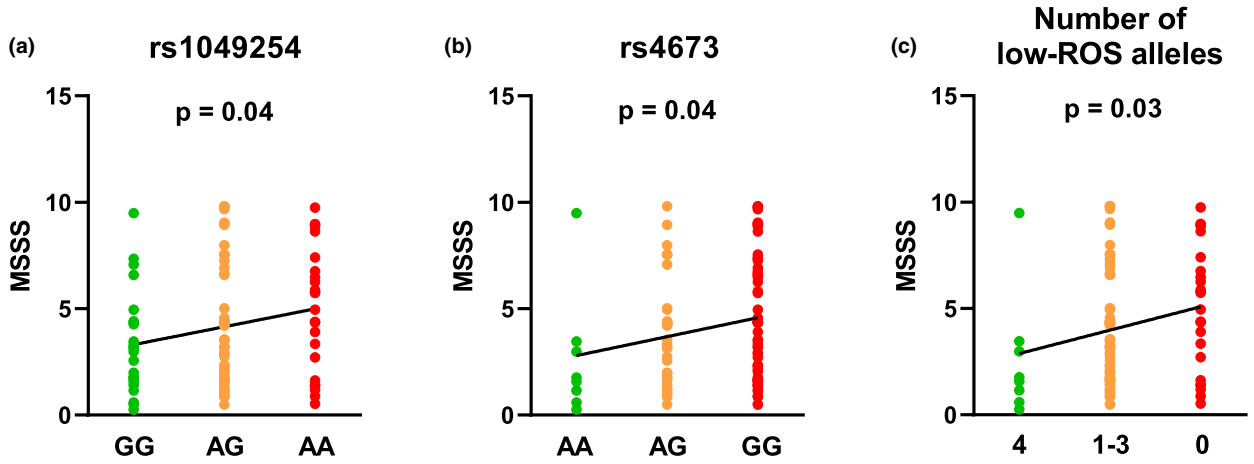 (a)
rs1049254
p = 0.04
MSSS
15
10
5
0
GG
AG
AA
(b)
rs4673
p = 0.04
MSSS
15
10
5
0
AA
AG
GG
(c)
Number of
low-ROS alleles
p = 0.03
MSSS
15
10
5
0
4
1-3
0